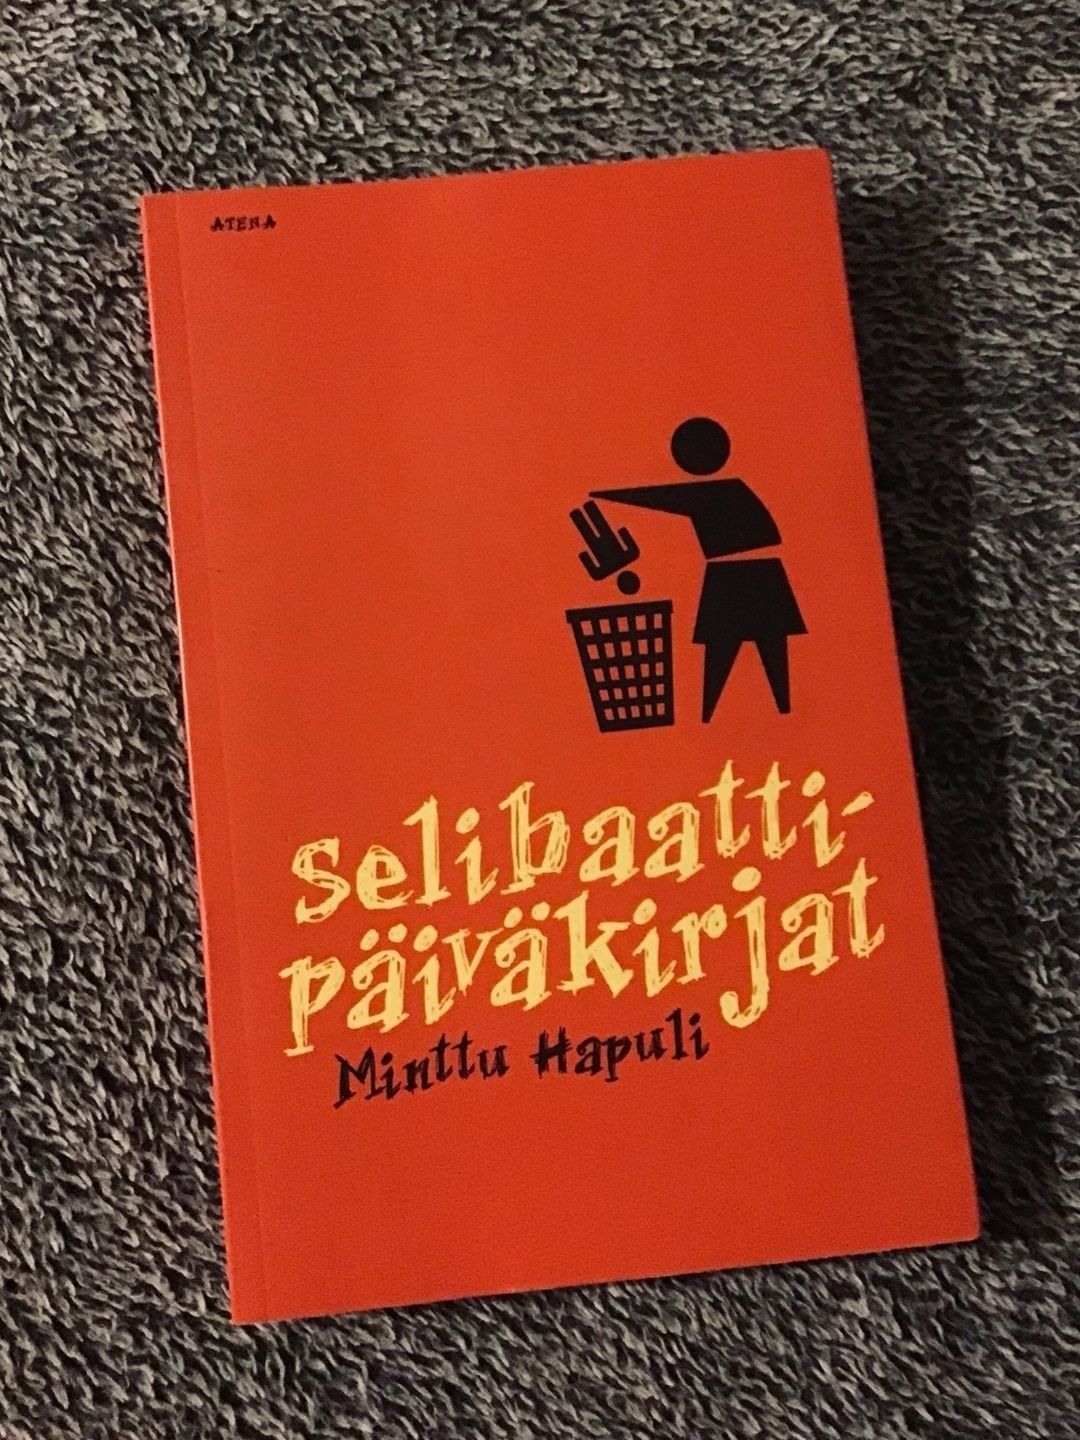 ATENA
selibaatti-
päiväkirjat
Minttu Hapuli